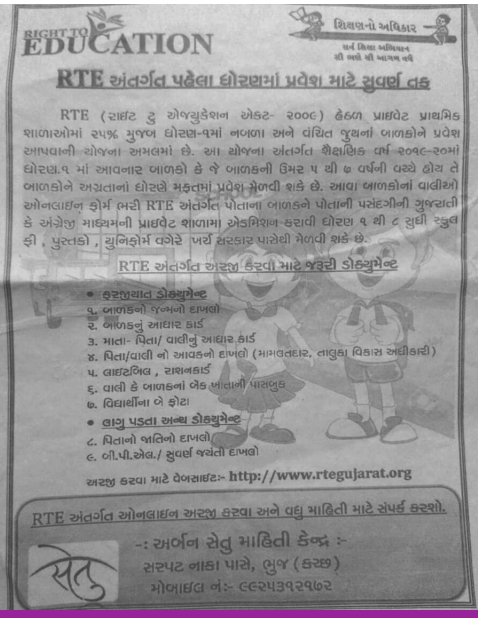 RIGHT TO
EDUCATION
શિક્ષણનો અધિકાર
સર્વ શિક્ષા અભિયાન
સૌ ભણે સૌ આગળ વધે
RTE અંતર્ગત પહેલા ધોરણમાં પ્રવેશ માટે સુવર્ણ તક
RTE (રાઈટ ટુ એજ્યુકેશન એક્ટ- ૨૦૦૯) હેઠળ પ્રાઈવેટ પ્રાથમિક
શાળાઓમાં ૨૫% મુજબ ધોરણ-૧માં નબળા અને વંચિત જુથનાં બાળકોને પ્રવેશ
આપવાની યોજના અમલમાં છે. આ યોજના અંતર્ગત શૈક્ષણિક વર્ષ ૨૦૧૯-૨૦માં
ધોરણ.૧ માં આવનાર બાળકો કે જે બાળકની ઉમર ૫ થી ૭ વર્ષની વચ્ચે હોય તે
બાળકોને અગ્રતાનાં ધોરણે મફતમાં પ્રવેશ મેળવી શકે છે. આવા બાળકોનાં વાલીઓ
ઓનલાઇન ફોર્મ ભરી RTE અંતર્ગત પોતાના બાળકને પોતાની પસંદગીની ગુજરાતી
કે અંગ્રેજી માધ્યમની પ્રાઈવેટ શાળામાં એડમિશન કરાવી ધોરણ ૧ થી ૮ સુધી સ્કુલ
ફી , પુસ્તકો , યુનિફોર્મ વગેરે ખર્ચ સરકાર પાસેથી મેળવી શકે છે.
RTE અંતર્ગત અરજી કરવા માટે જરૂરી ડોક્યુમેન્ટ
• ફરજીયાત ડોક્યુમેન્ટ
૧. બાળકનો જન્મનો દાખલો
૨. બાળકનું આધાર કાર્ડ
૩. માતા- પિતા/ વાલીનું આધાર કાર્ડ
૪. પિતા/વાલી નો આવકનો દાખલો (મામલતદાર, તાલુકા વિકાસ અધીકારી)
૫. લાઈટબિલ , રાશનકાર્ડ
૬. વાલી કે બાળકનાં બેંક ખાતાની પાસબુક
૭. વિદ્યાર્થીના બે ફોટા
• લાગુ પડતા અન્ય ડોક્યુમેન્ટ
૮. પિતાનો જાતિનો દાખલો
૯. બી.પી.એલ./ સુવર્ણ જયંતી દાખલો
અરજી કરવા માટે વેબસાઈટ:- http://www.rtegujarat.org
RTE અંતર્ગત ઓનલાઇન અરજી કરવા અને વધુ માહિતી માટે સંપર્ક કરશો.
સેતુ
-: અર્બન સેતુ માહિતી કેન્દ્ર :-
સરપટ નાકા પાસે, ભુજ (કચ્છ)
મોબાઈલ નં:- ૯૯૨૫૩૧૨૧૭૨